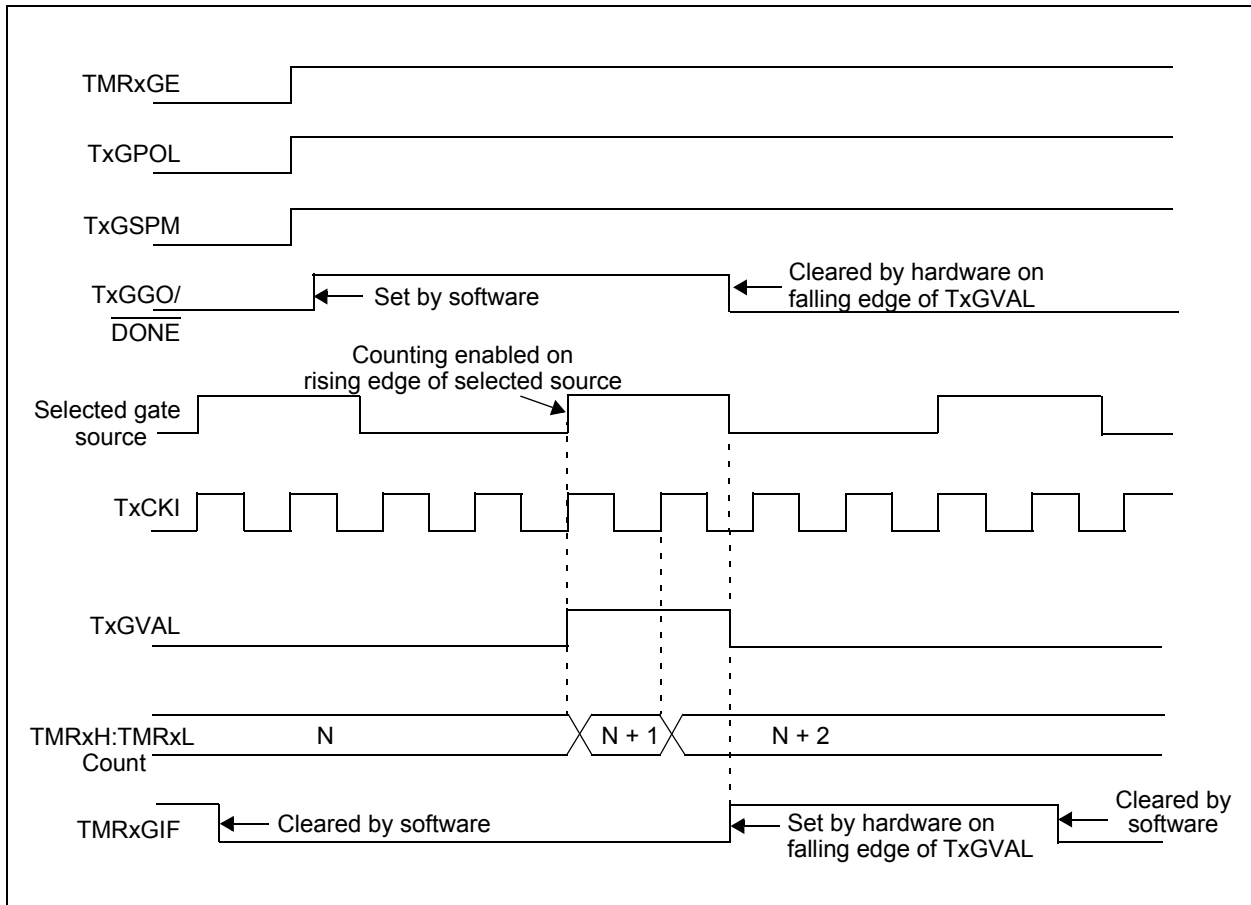 TMRxGE
TxGPOL
TxGSPM
TxGGO/
DONE
Set by software
Cleared by hardware on
falling edge of TxGVAL
Counting enabled on
rising edge of selected source
Selected gate
source
TxCKI
TxGVAL
TMRxH:TMRxL
Count
N
N + 1
N + 2
TMRxGIF
Cleared by software
Set by hardware on
falling edge of TxGVAL
Cleared by
software